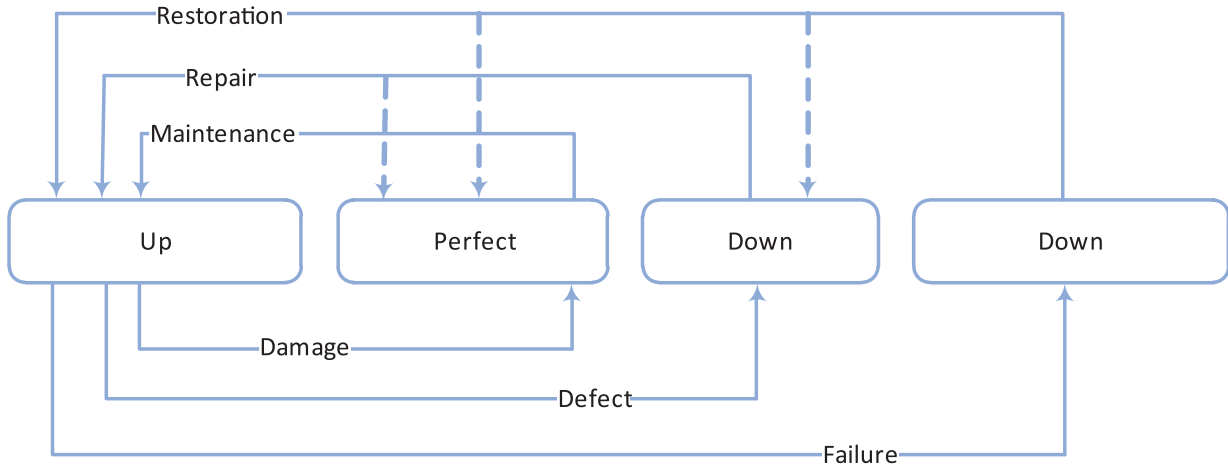 Restoration
Repair
Maintenance
Up
Perfect
Down
Down
Damage
Defect
Failure